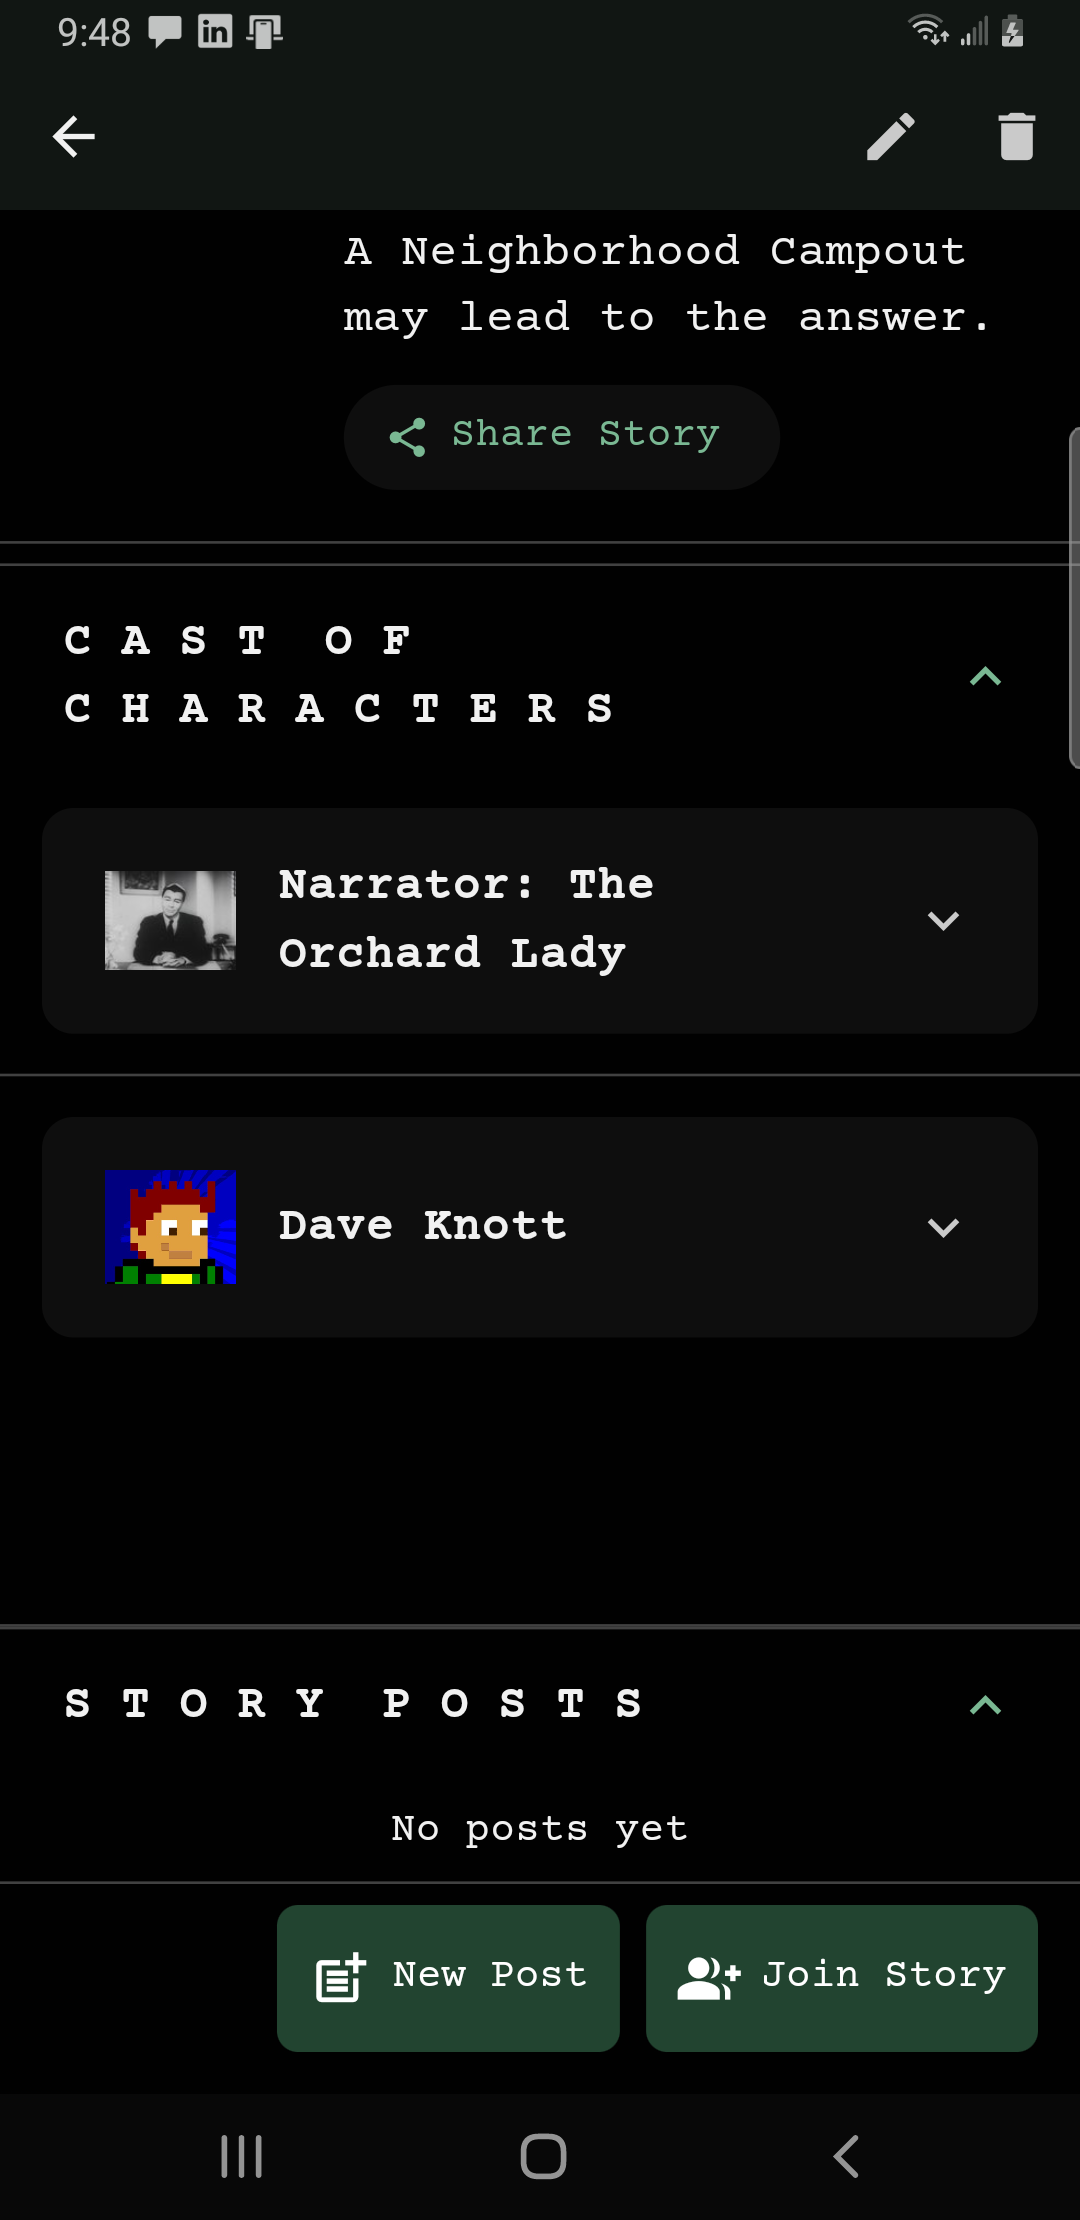 9:48
A Neighborhood Campout
may lead to the answer.
Share Story
CAST OF
CHARACTERS
Narrator: The
Orchard Lady
Dave Knott
STORY POSTS
No posts yet
New Post
Join Story